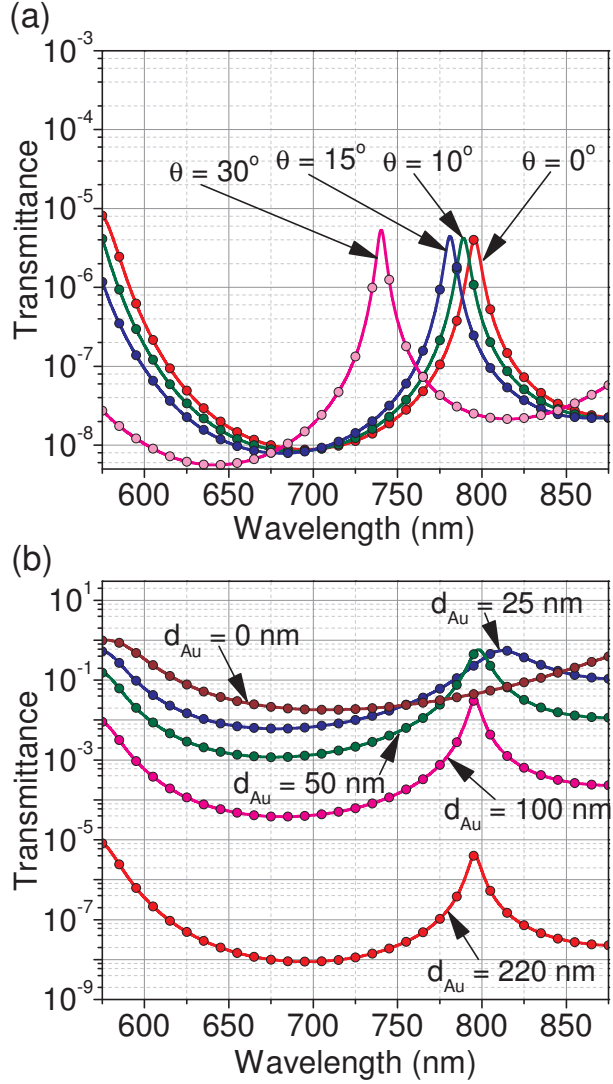 (a)
10⁻³
10⁻⁴
10⁻⁵
10⁻⁶
10⁻⁷
10⁻⁸
Transmittance
θ = 30°
θ = 15°
θ = 10°
θ = 0°
600 650 700 750 800 850
Wavelength (nm)
(b)
10¹
10⁻¹
10⁻³
10⁻⁵
10⁻⁷
10⁻⁹
Transmittance
d_Au = 0 nm
d_Au = 25 nm
d_Au = 50 nm
d_Au = 100 nm
d_Au = 220 nm
600 650 700 750 800 850
Wavelength (nm)